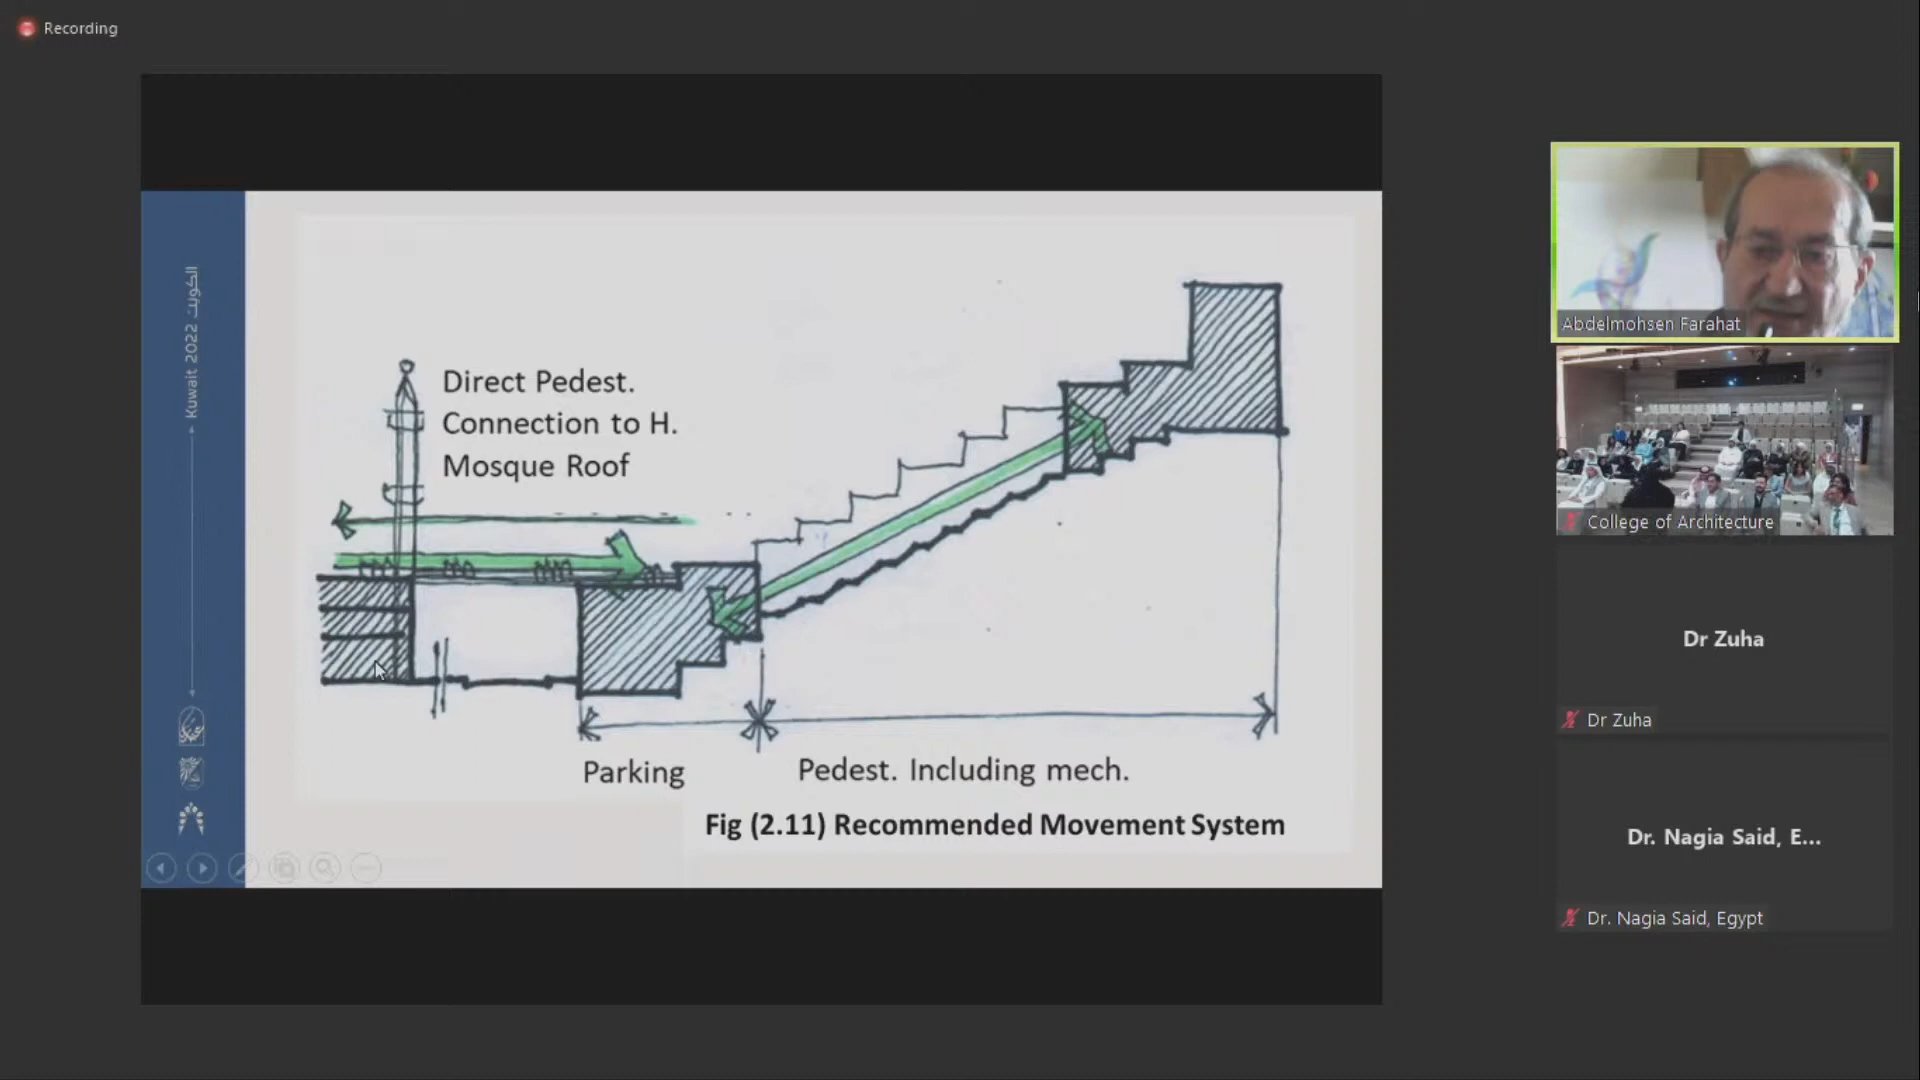 Recording
Kuwait 2022 الكويت
Direct Pedest.
Connection to H.
Mosque Roof
Parking
Pedest. Including mech.
Fig (2.11) Recommended Movement System
Abdelmohsen Farahat
College of Architecture
Dr Zuha
Dr Zuha
Dr. Nagia Said, E...
Dr. Nagia Said, Egypt